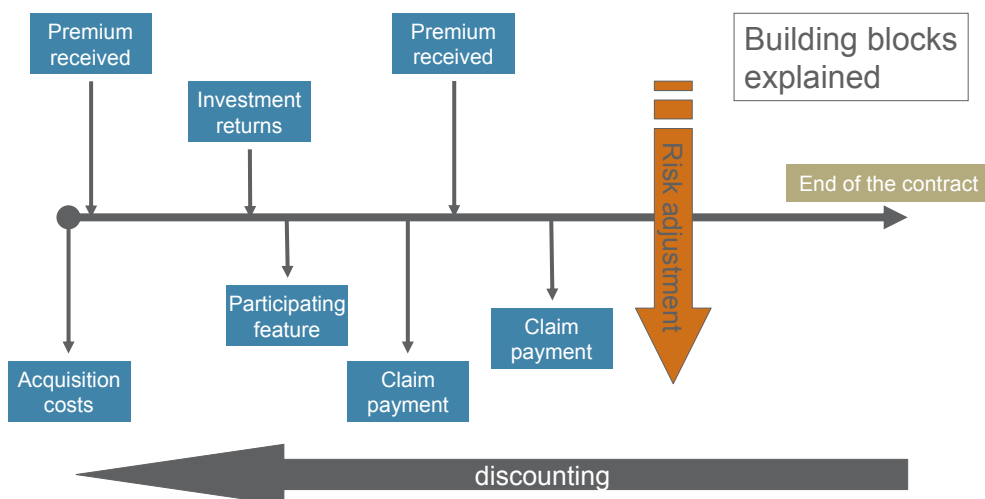 Premium
received
Premium
received
Building blocks
explained
Investment
returns
Risk adjustment
End of the contract
Participating
feature
Claim
payment
Acquisition
costs
Claim
payment
discounting